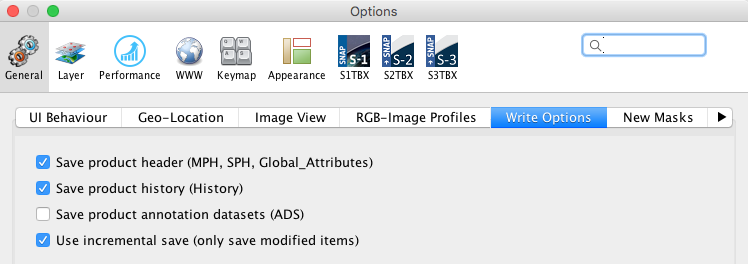 Options
SNAP S-1 SNAP S-2 SNAP S-3
General Layer Performance WWW Keymap Appearance S1TBX S2TBX S3TBX
UI Behaviour Geo-Location Image View RGB-Image Profiles Write Options New Masks
Save product header (MPH, SPH, Global_Attributes)
Save product history (History)
Save product annotation datasets (ADS)
Use incremental save (only save modified items)